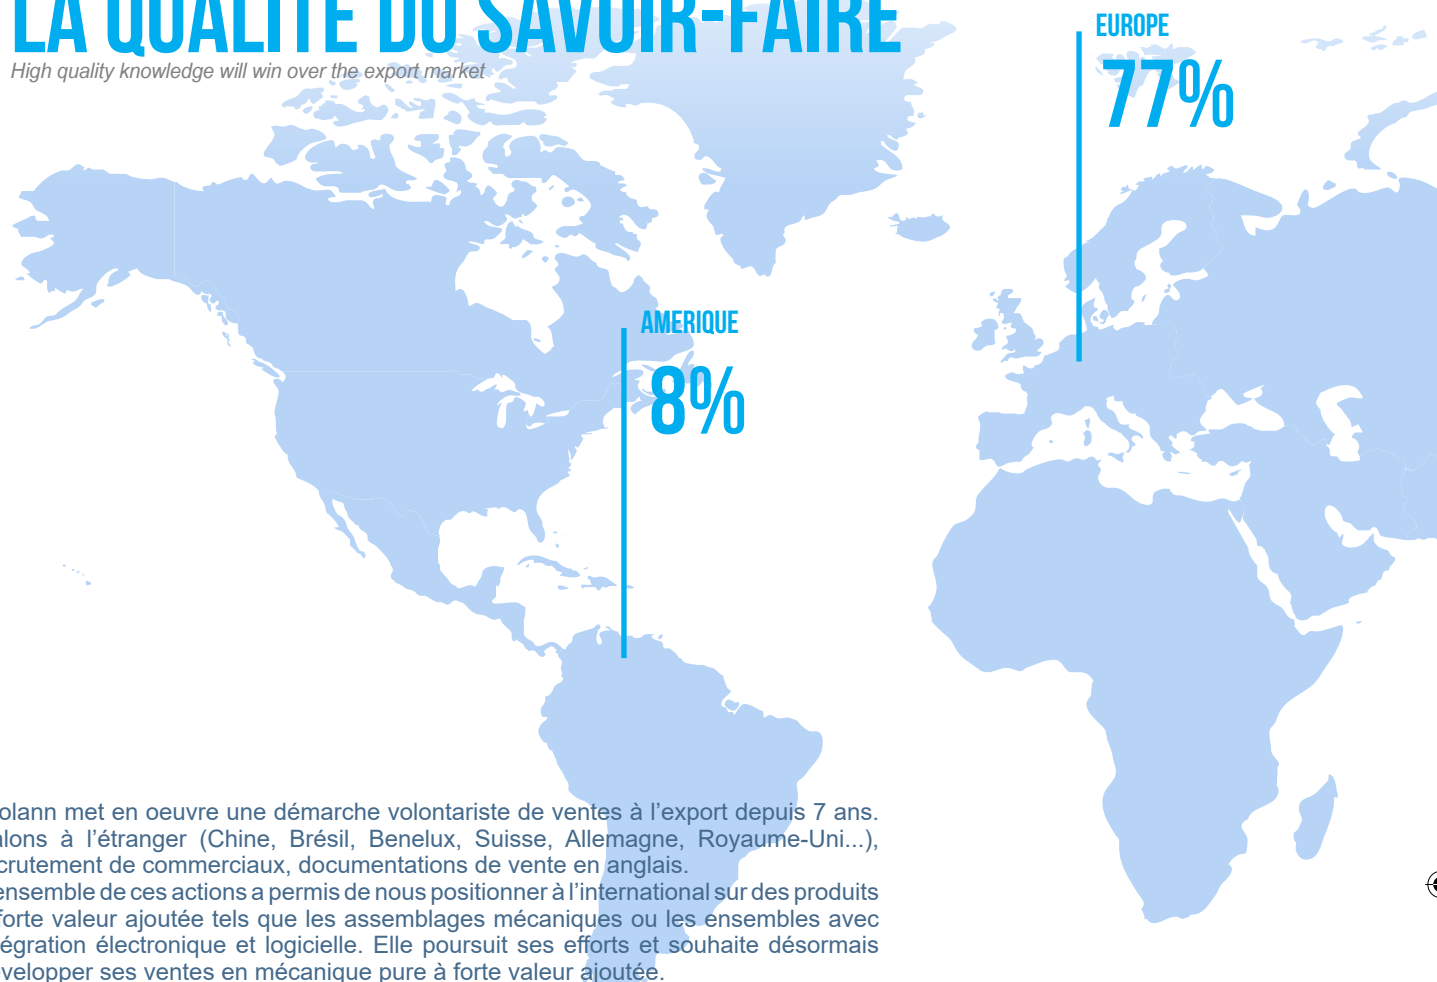 LA QUALITÉ DU SAVOIR-FAIRE
High quality knowledge will win over the export market
EUROPE
77%
AMERIQUE
8%
olann met en oeuvre une démarche volontariste de ventes à l'export depuis 7 ans.
alons à l'étranger (Chine, Brésil, Benelux, Suisse, Allemagne, Royaume-Uni...),
crutement de commerciaux, documentations de vente en anglais.
ensemble de ces actions a permis de nous positionner à l'international sur des produits
forte valeur ajoutée tels que les assemblages mécaniques ou les ensembles avec
égration électronique et logicielle. Elle poursuit ses efforts et souhaite désormais
velopper ses ventes en mécanique pure à forte valeur ajoutée.